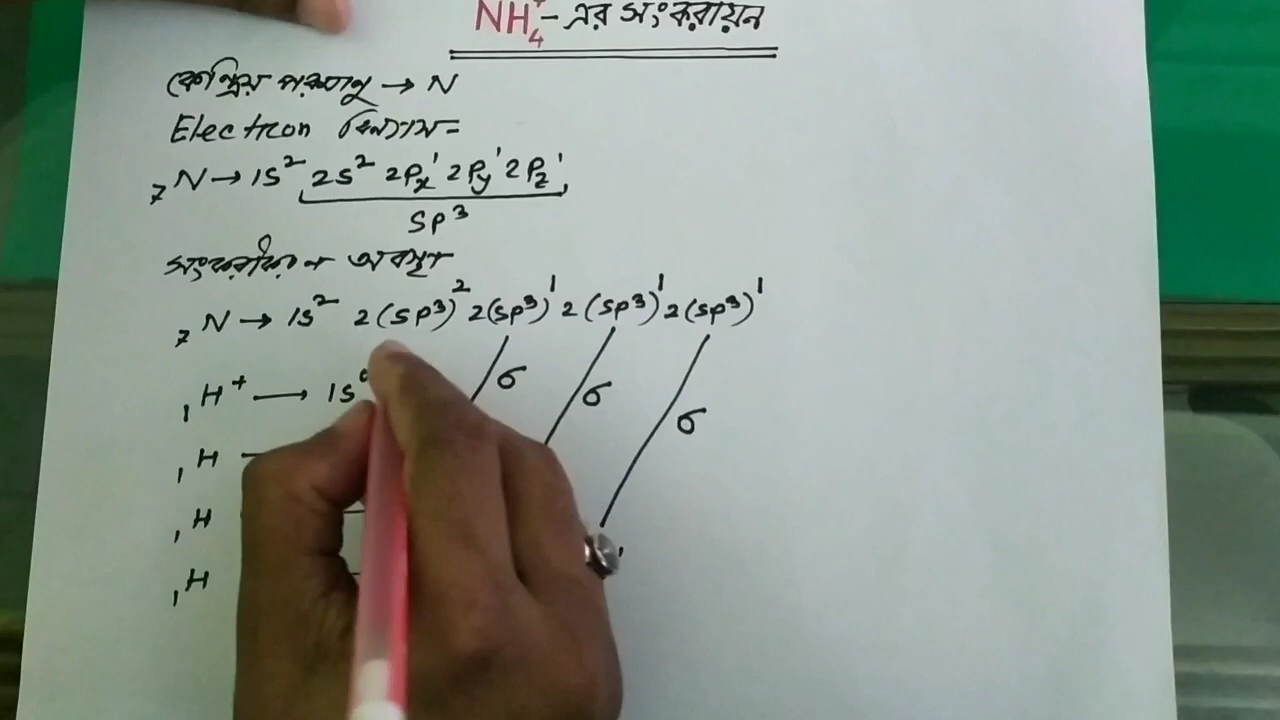 NH₄⁺ - এর সংকরায়ন
কেন্দ্রিয় পরমাণু → N
Electron বিন্যাস=
₇N → 1s² 2s² 2Pₓ¹ 2Py¹ 2Pz¹
SP³
সংকরায়ণ অবস্থা
₇N → 1s² 2(SP³)² 2(SP³)¹ 2(SP³)¹ 2(SP³)¹
₁H⁺ → 1S⁰
σ σ σ
₁H
₁H
₁H